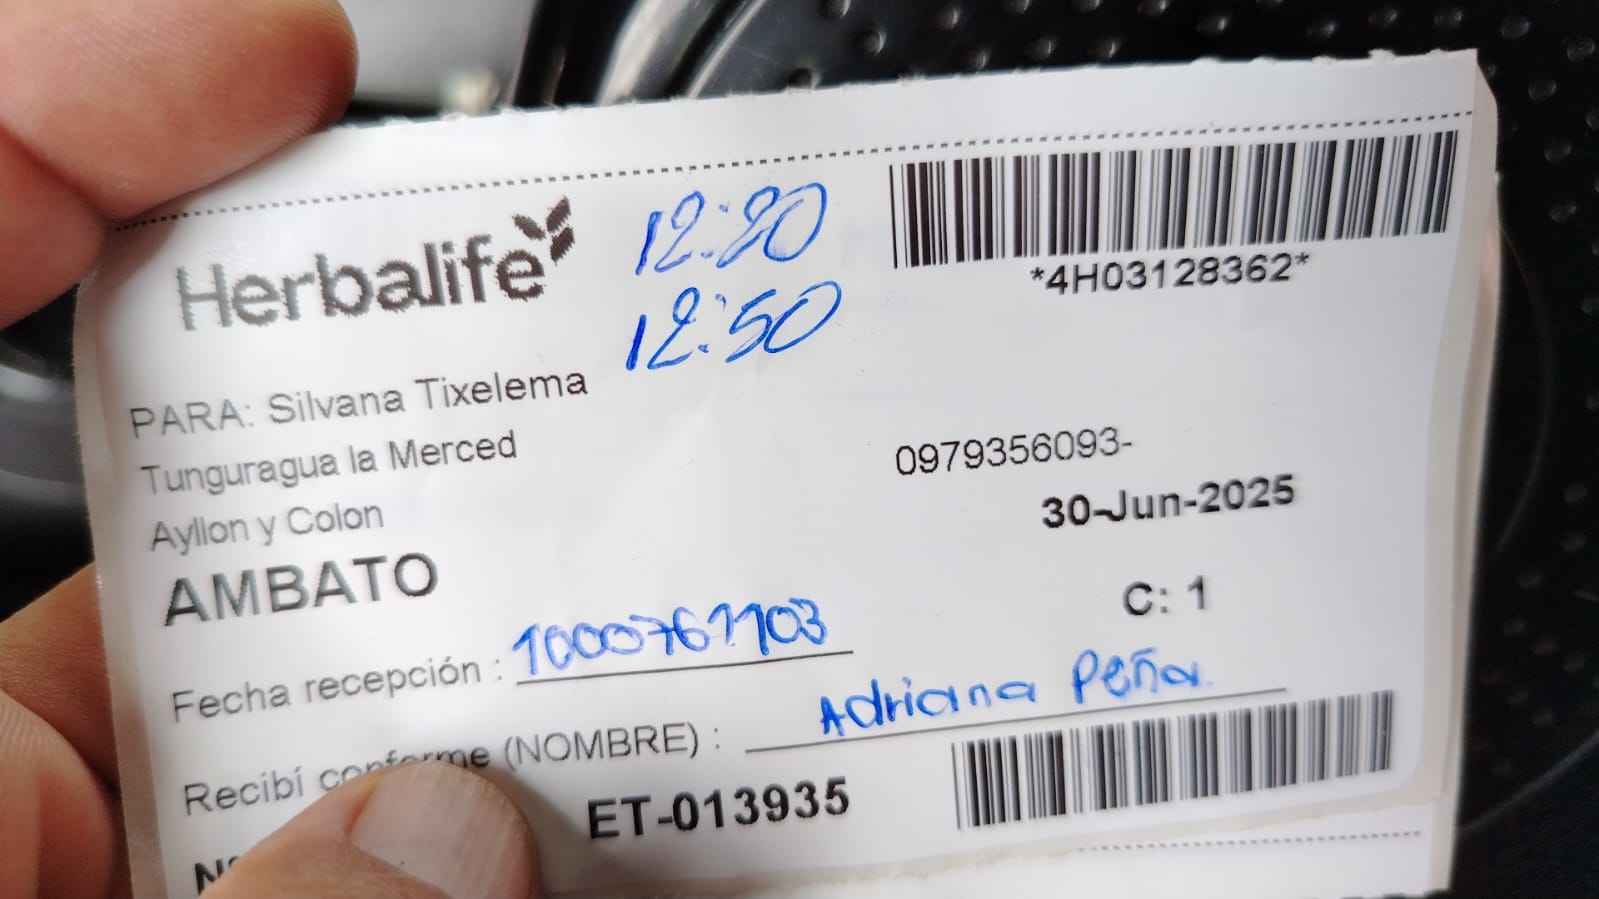 Herbalife
12:20
12:50
*4H03128362*
PARA: Silvana Tixelema
Tunguragua la Merced
0979356093-
Ayllon y Colon
30-Jun-2025
AMBATO
C: 1
Fecha recepción : 1000761103
Recibí conforme (NOMBRE) : Adriana Peña.
ET-013935